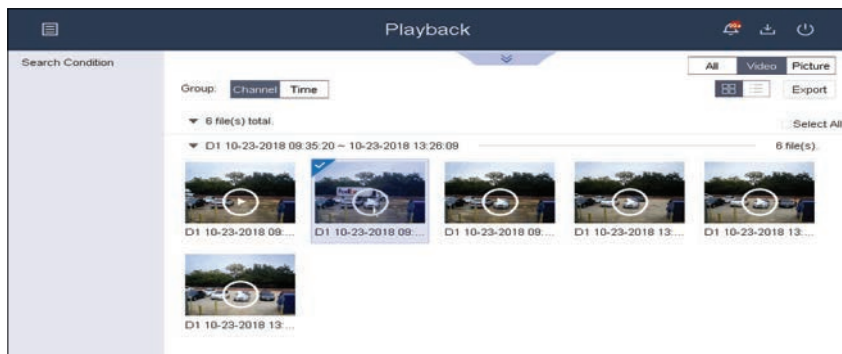 Playback
Search Condition
All Video Picture
Group: Channel Time
Export
6 file(s) total.
Select All
D1 10-23-2018 09:35:20 ~ 10-23-2018 13:26:09
6 file(s).
D1 10-23-2018 09:...
D1 10-23-2018 09:...
D1 10-23-2018 09:...
D1 10-23-2018 13:...
D1 10-23-2018 13:...
D1 10-23-2018 13:...